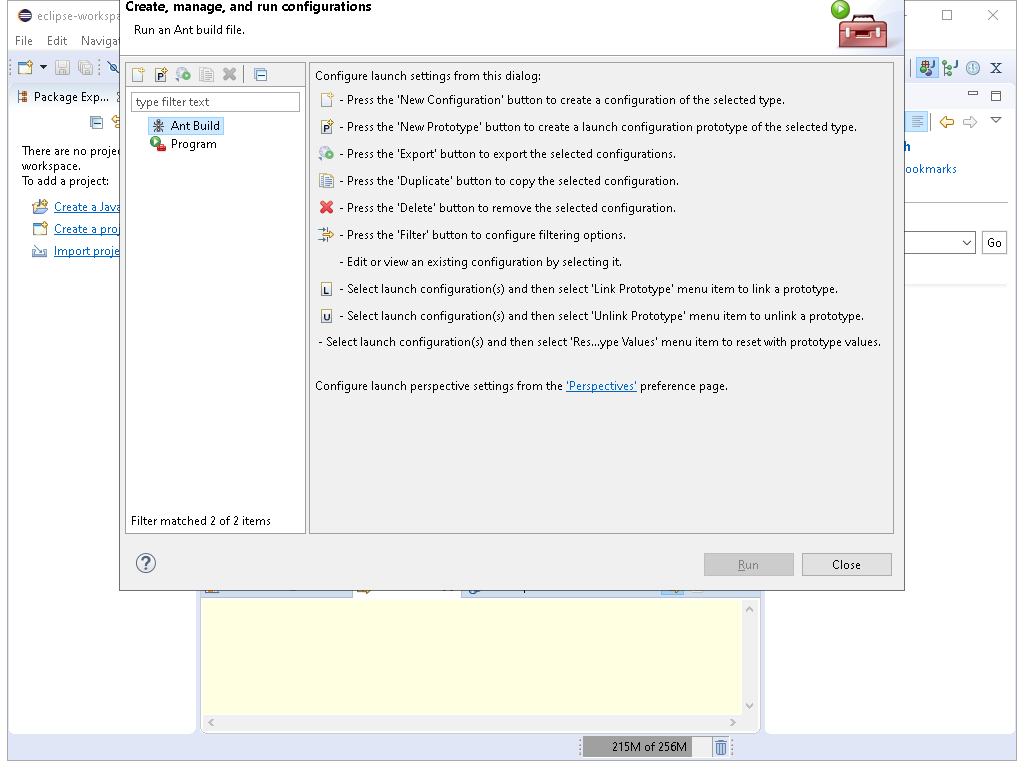 Create, manage, and run configurations
eclipse-workspa
Run an Ant build file.
File Edit Navigat
type filter text
Package Exp...
Ant Build
Program
There are no projec
workspace.
To add a project:
Create a Java
Create a proj
Import proje
Filter matched 2 of 2 items
Configure launch settings from this dialog:
- Press the 'New Configuration' button to create a configuration of the selected type.
P - Press the 'New Prototype' button to create a launch configuration prototype of the selected type.
- Press the 'Export' button to export the selected configurations.
- Press the 'Duplicate' button to copy the selected configuration.
- Press the 'Delete' button to remove the selected configuration.
- Press the 'Filter' button to configure filtering options.
- Edit or view an existing configuration by selecting it.
L - Select launch configuration(s) and then select 'Link Prototype' menu item to link a prototype.
U - Select launch configuration(s) and then select 'Unlink Prototype' menu item to unlink a prototype.
- Select launch configuration(s) and then select 'Res...ype Values' menu item to reset with prototype values.
Configure launch perspective settings from the 'Perspectives' preference page.
h
ookmarks
Go
?
Run
Close
215M of 256M